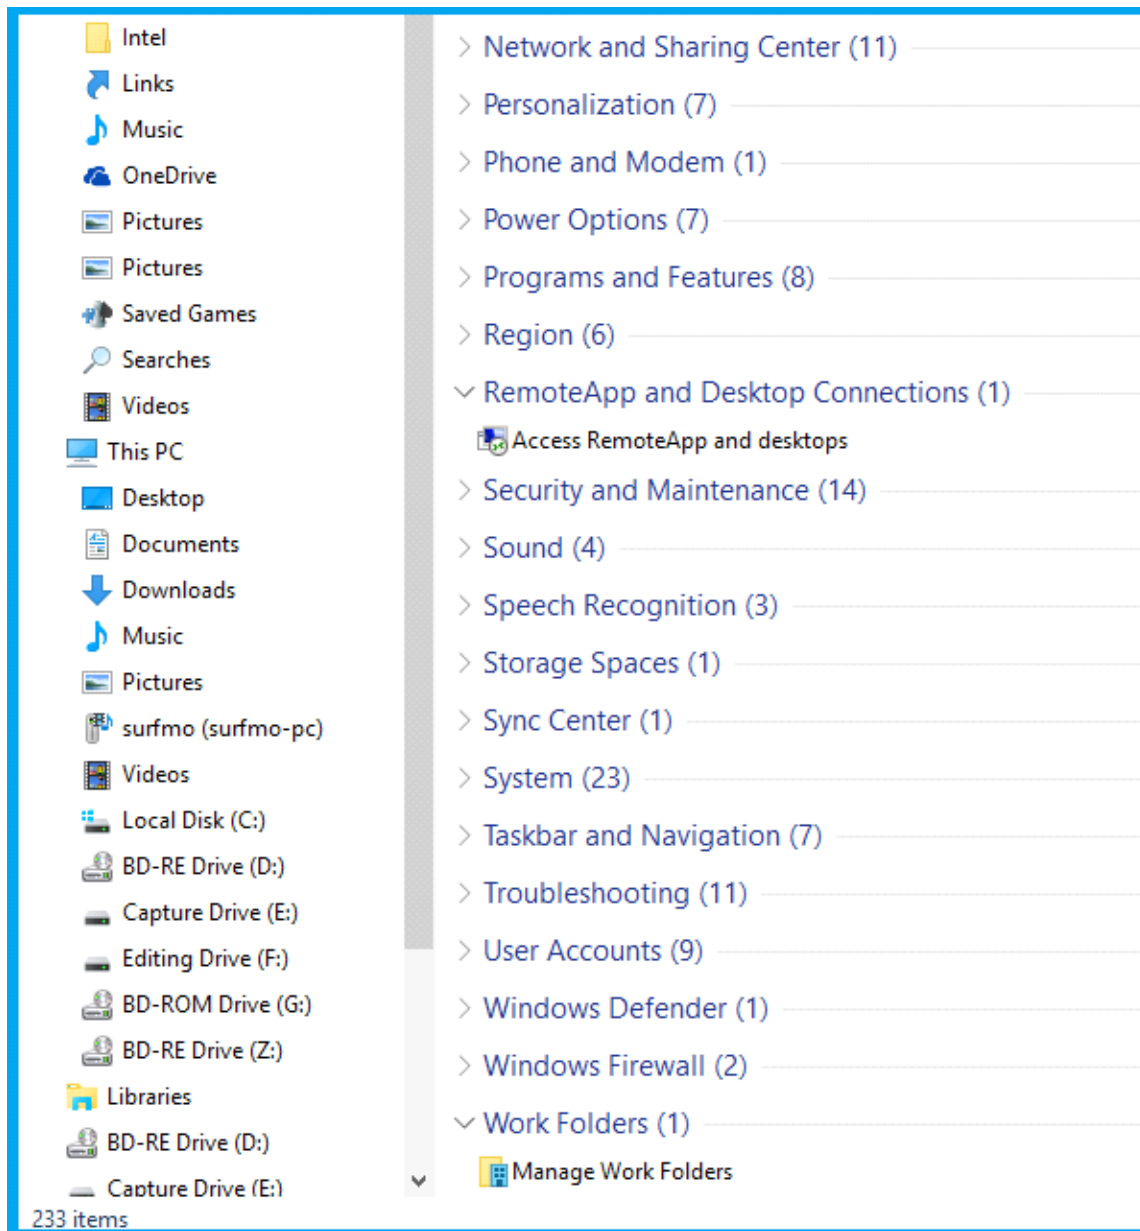 Intel
Links
Music
OneDrive
Pictures
Pictures
Saved Games
Searches
Videos
This PC
Desktop
Documents
Downloads
Music
Pictures
surfmo (surfmo-pc)
Videos
Local Disk (C:)
BD-RE Drive (D:)
Capture Drive (E:)
Editing Drive (F:)
BD-ROM Drive (G:)
BD-RE Drive (Z:)
Libraries
BD-RE Drive (D:)
Capture Drive (E:)
233 items
Network and Sharing Center (11)
Personalization (7)
Phone and Modem (1)
Power Options (7)
Programs and Features (8)
Region (6)
RemoteApp and Desktop Connections (1)
Access RemoteApp and desktops
Security and Maintenance (14)
Sound (4)
Speech Recognition (3)
Storage Spaces (1)
Sync Center (1)
System (23)
Taskbar and Navigation (7)
Troubleshooting (11)
User Accounts (9)
Windows Defender (1)
Windows Firewall (2)
Work Folders (1)
Manage Work Folders